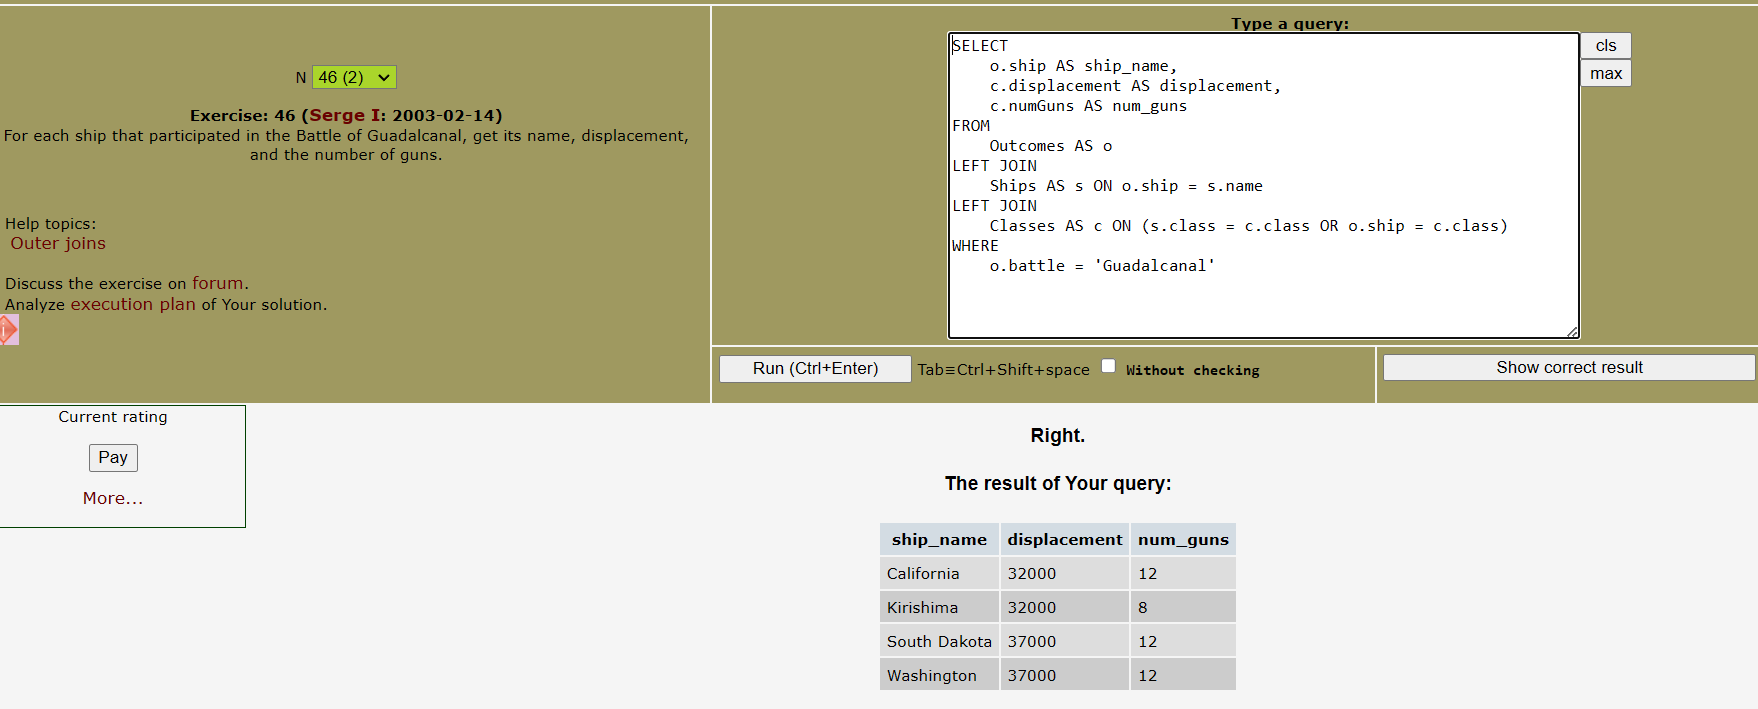 N 46 (2)
Exercise: 46 (Serge I: 2003-02-14)
For each ship that participated in the Battle of Guadalcanal, get its name, displacement,
and the number of guns.
Help topics:
Outer joins
Discuss the exercise on forum.
Analyze execution plan of Your solution.
Type a query:
SELECT
    o.ship AS ship_name,
    c.displacement AS displacement,
    c.numGuns AS num_guns
FROM
    Outcomes AS o
LEFT JOIN
    Ships AS s ON o.ship = s.name
LEFT JOIN
    Classes AS c ON (s.class = c.class OR o.ship = c.class)
WHERE
    o.battle = 'Guadalcanal'
cls
max
Run (Ctrl+Enter) Tab≡Ctrl+Shift+space Without checking
Show correct result
Current rating
Pay
More...
Right.
The result of Your query:
ship_name displacement num_guns
California 32000 12
Kirishima 32000 8
South Dakota 37000 12
Washington 37000 12